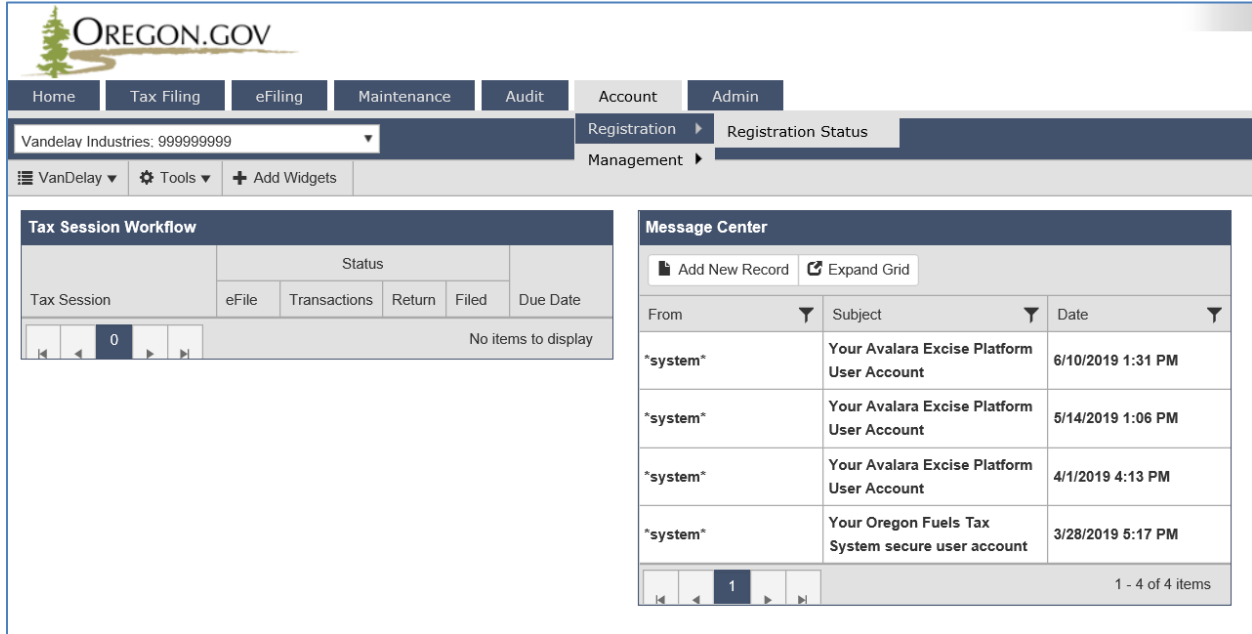 OREGON.GOV
Home Tax Filing eFiling Maintenance Audit Account Admin
Vandelay Industries: 999999999
Registration Registration Status
Management
VanDelay Tools Add Widgets
Tax Session Workflow
Status
Tax Session eFile Transactions Return Filed Due Date
0 No items to display
Message Center
Add New Record Expand Grid
From Subject Date
*system* Your Avalara Excise Platform
User Account 6/10/2019 1:31 PM
*system* Your Avalara Excise Platform
User Account 5/14/2019 1:06 PM
*system* Your Avalara Excise Platform
User Account 4/1/2019 4:13 PM
*system* Your Oregon Fuels Tax
System secure user account 3/28/2019 5:17 PM
1 1 - 4 of 4 items